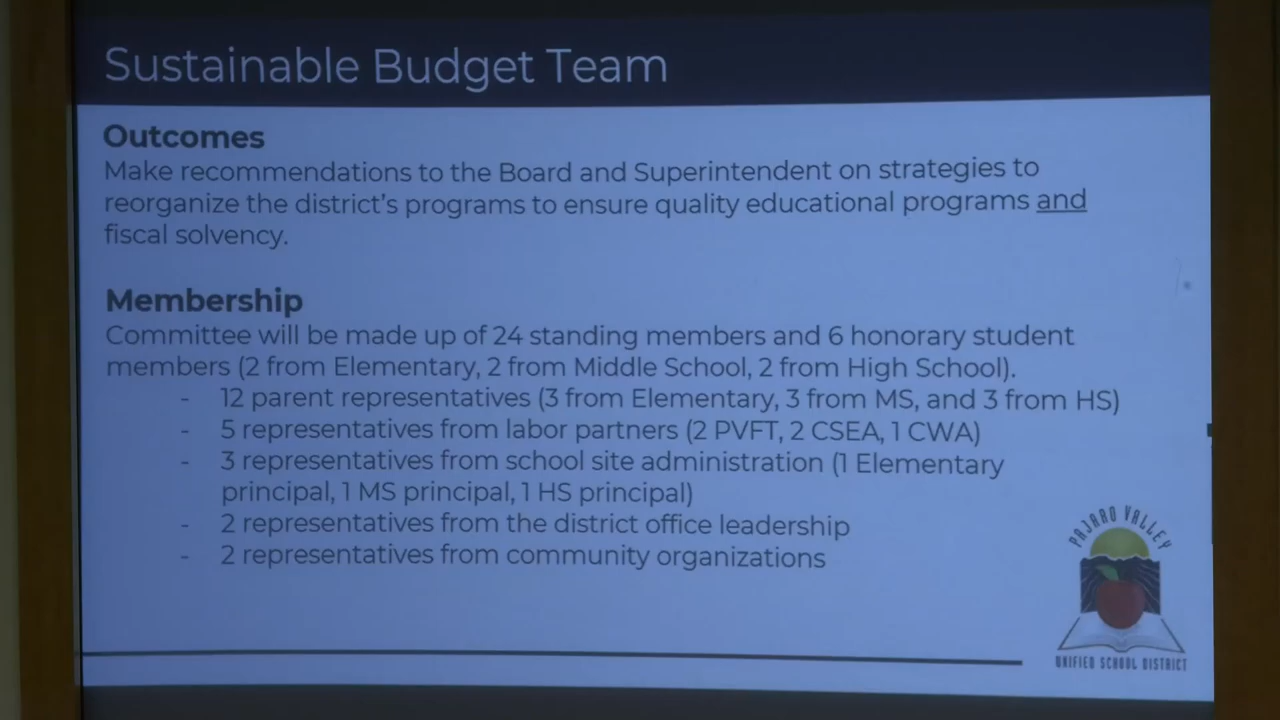 Sustainable Budget Team
Outcomes
Make recommendations to the Board and Superintendent on strategies to
reorganize the district's programs to ensure quality educational programs and
fiscal solvency.
Membership
Committee will be made up of 24 standing members and 6 honorary student
members (2 from Elementary, 2 from Middle School, 2 from High School).
- 12 parent representatives (3 from Elementary, 3 from MS, and 3 from HS)
- 5 representatives from labor partners (2 PVFT, 2 CSEA, 1 CWA)
- 3 representatives from school site administration (1 Elementary
principal, 1 MS principal, 1 HS principal)
- 2 representatives from the district office leadership
- 2 representatives from community organizations
PAJARO VALLEY
UNIFIED SCHOOL DISTRICT